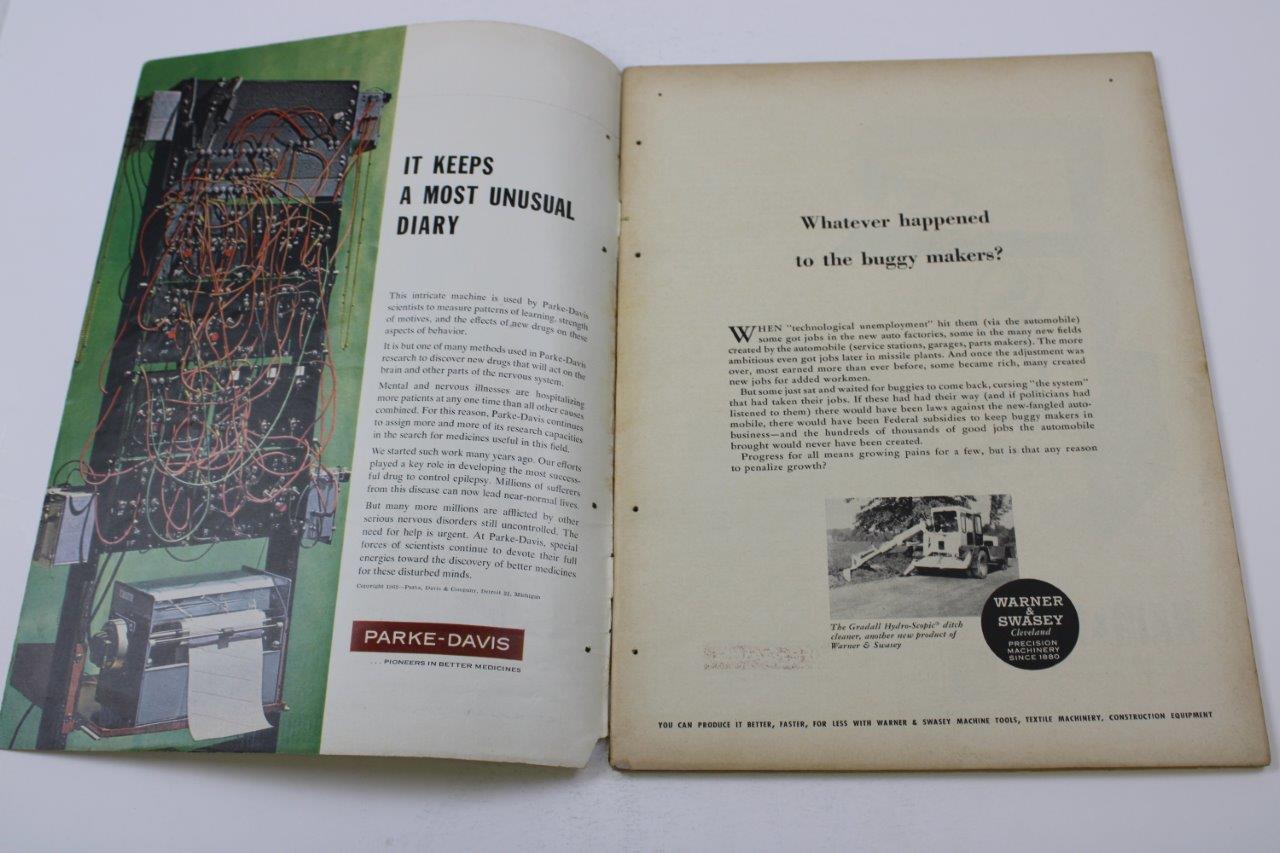 IT KEEPS
A MOST UNUSUAL
DIARY
This intricate machine is used by Parke-Davis
scientists to measure patterns of learning, strength
of motives, and the effects of new drugs on these
aspects of behavior.
It is but one of many methods used in Parke-Davis
research to discover new drugs that will act on the
brain and other parts of the nervous system.
Mental and nervous illnesses are hospitalizing
more patients at any one time than all other causes
combined. For this reason, Parke-Davis continues
to assign more and more of its research capacities
in the search for medicines useful in this field.
We started such work many years ago. Our efforts
played a key role in developing the most success-
ful drug to control epilepsy. Millions of sufferers
from this disease can now lead near-normal lives.
But many more millions are afflicted by other
serious nervous disorders still uncontrolled. The
need for help is urgent. At Parke-Davis, special
forces of scientists continue to devote their full
energies toward the discovery of better medicines
for these disturbed minds.
Copyright Parke, Davis & Company, Detroit 32, Michigan
PARKE-DAVIS
...PIONEERS IN BETTER MEDICINES
Whatever happened
to the buggy makers?
WHEN "technological unemployment" hit them (via the automobile)
some got jobs in the new auto factories, some in the many new fields
created by the automobile (service stations, garages, parts makers). The more
ambitious even got jobs later in missile plants. And once the adjustment was
over, most earned more than ever before, some became rich, many created
new jobs for added workmen.
But some just sat and waited for buggies to come back, cursing "the system"
that had taken their jobs. If these had had their way (and if politicians had
listened to them) there would have been laws against the new-fangled auto-
mobile, there would have been Federal subsidies to keep buggy makers in
business—and the hundreds of thousands of good jobs the automobile
brought would never have been created.
Progress for all means growing pains for a few, but is that any reason
to penalize growth?
The Gradall Hydro-Scopic® ditch
cleaner, another new product of
Warner & Swasey
WARNER
&
SWASEY
Cleveland
PRECISION
MACHINERY
SINCE 1880
YOU CAN PRODUCE IT BETTER, FASTER, FOR LESS WITH WARNER & SWASEY MACHINE TOOLS, TEXTILE MACHINERY, CONSTRUCTION EQUIPMENT